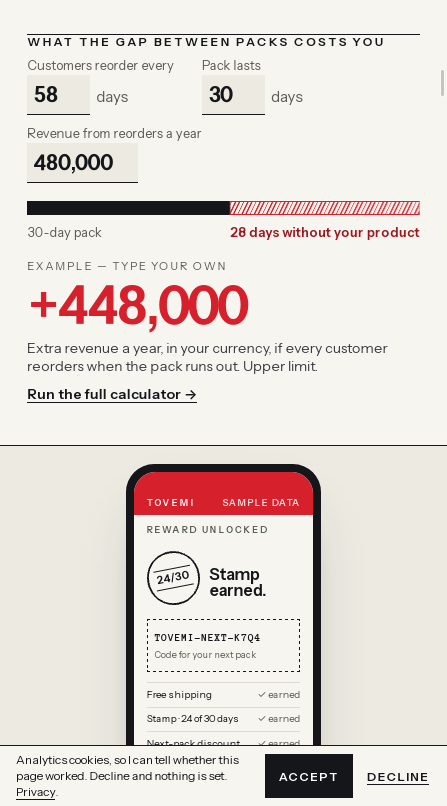 WHAT THE GAP BETWEEN PACKS COSTS YOU
Customers reorder every
58 days
Pack lasts
30 days
Revenue from reorders a year
480,000
30-day pack
28 days without your product
EXAMPLE — TYPE YOUR OWN
+448,000
Extra revenue a year, in your currency, if every customer
reorders when the pack runs out. Upper limit.
Run the full calculator →
TOVEMI
SAMPLE DATA
REWARD UNLOCKED
24/30
Stamp
earned.
TOVEMI-NEXT-K7Q4
Code for your next pack
Free shipping ✓ earned
Stamp · 24 of 30 days ✓ earned
Next-pack discount ✓ earned
Analytics cookies, so I can tell whether this
page worked. Decline and nothing is set.
Privacy.
ACCEPT
DECLINE